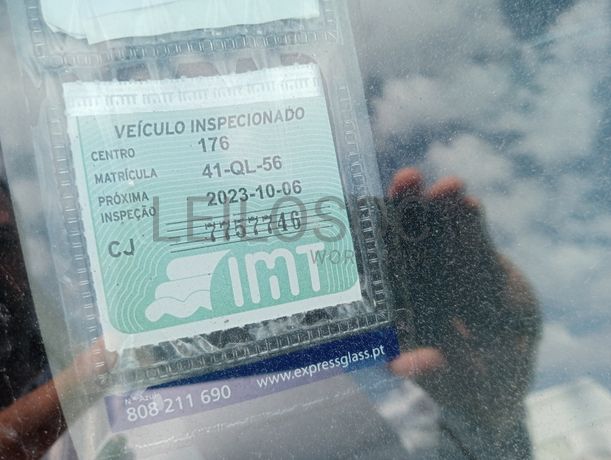 VEÍCULO INSPECIONADO
CENTRO 176
MATRÍCULA 41-QL-56
PRÓXIMA INSPEÇÃO 2023-10-06
CJ 7757746
IMT
www.expressglass.pt
N.º Azul
808 211 690